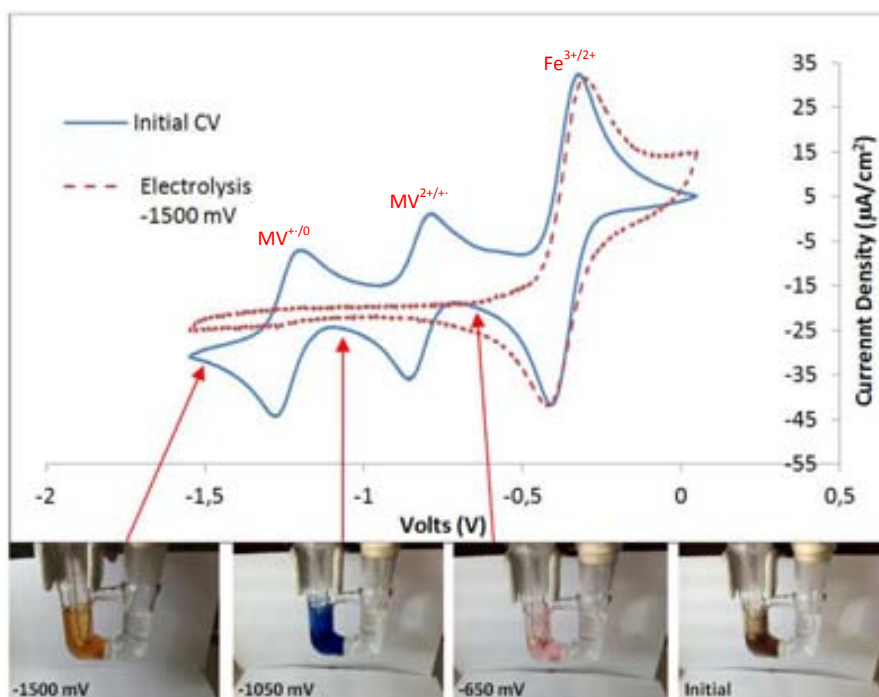 Fe3+/2+
35
Initial CV
25
Electrolysis
-1500 mV
MV2+/+·
15
MV+·/0
5
-5
-15
-25
-35
-45
-55
Currennt Density (µA/cm²)
-2
-1,5
-1
-0,5
0
0,5
Volts (V)
-1500 mV
-1050 mV
-650 mV
Initial